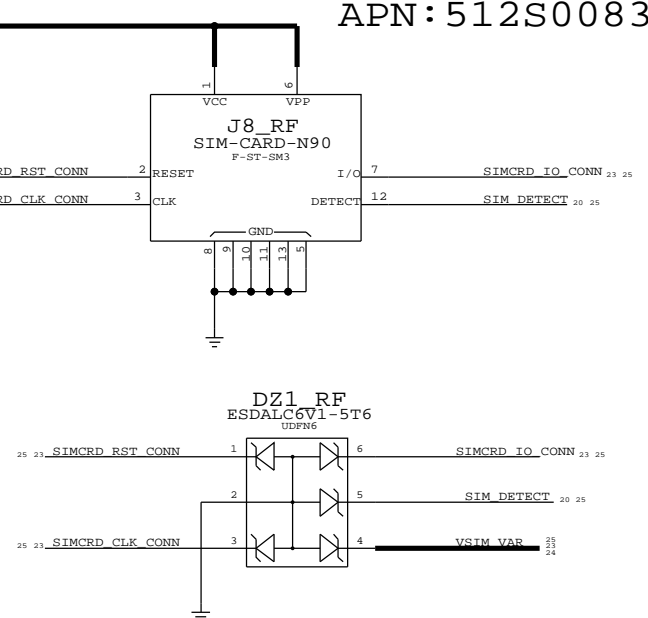 APN:512S0083
1 6
VCC VPP
J8_RF
SIM-CARD-N90
F-ST-SM3
RD_RST_CONN 2 RESET I/O 7 SIMCRD_IO_CONN 23 25
RD_CLK_CONN 3 CLK DETECT 12 SIM_DETECT 20 25
GND
8 9 10 11 13 5
DZ1_RF
ESDALC6V1-5T6
UDFN6
25 23 SIMCRD_RST_CONN 1 6 SIMCRD_IO_CONN 23 25
2 5 SIM_DETECT 20 25
25 23 SIMCRD_CLK_CONN 3 4 VSIM_VAR 25
23
24